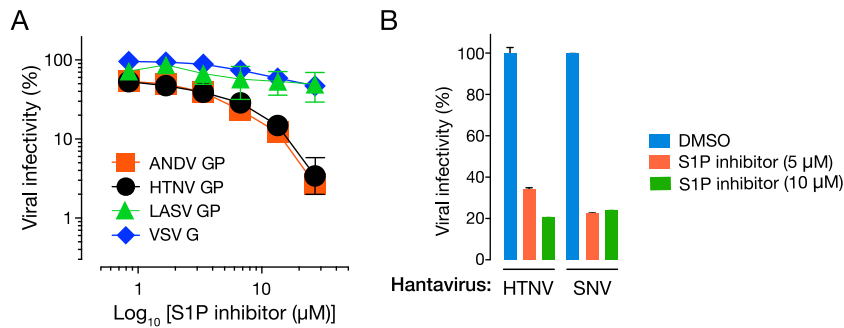 A
Viral infectivity (%)
100
10
1
ANDV GP
HTNV GP
LASV GP
VSV G
1
10
Log10 [S1P inhibitor (µM)]
B
Viral infectivity (%)
100
80
60
40
20
0
Hantavirus: HTNV SNV
DMSO
S1P inhibitor (5 µM)
S1P inhibitor (10 µM)